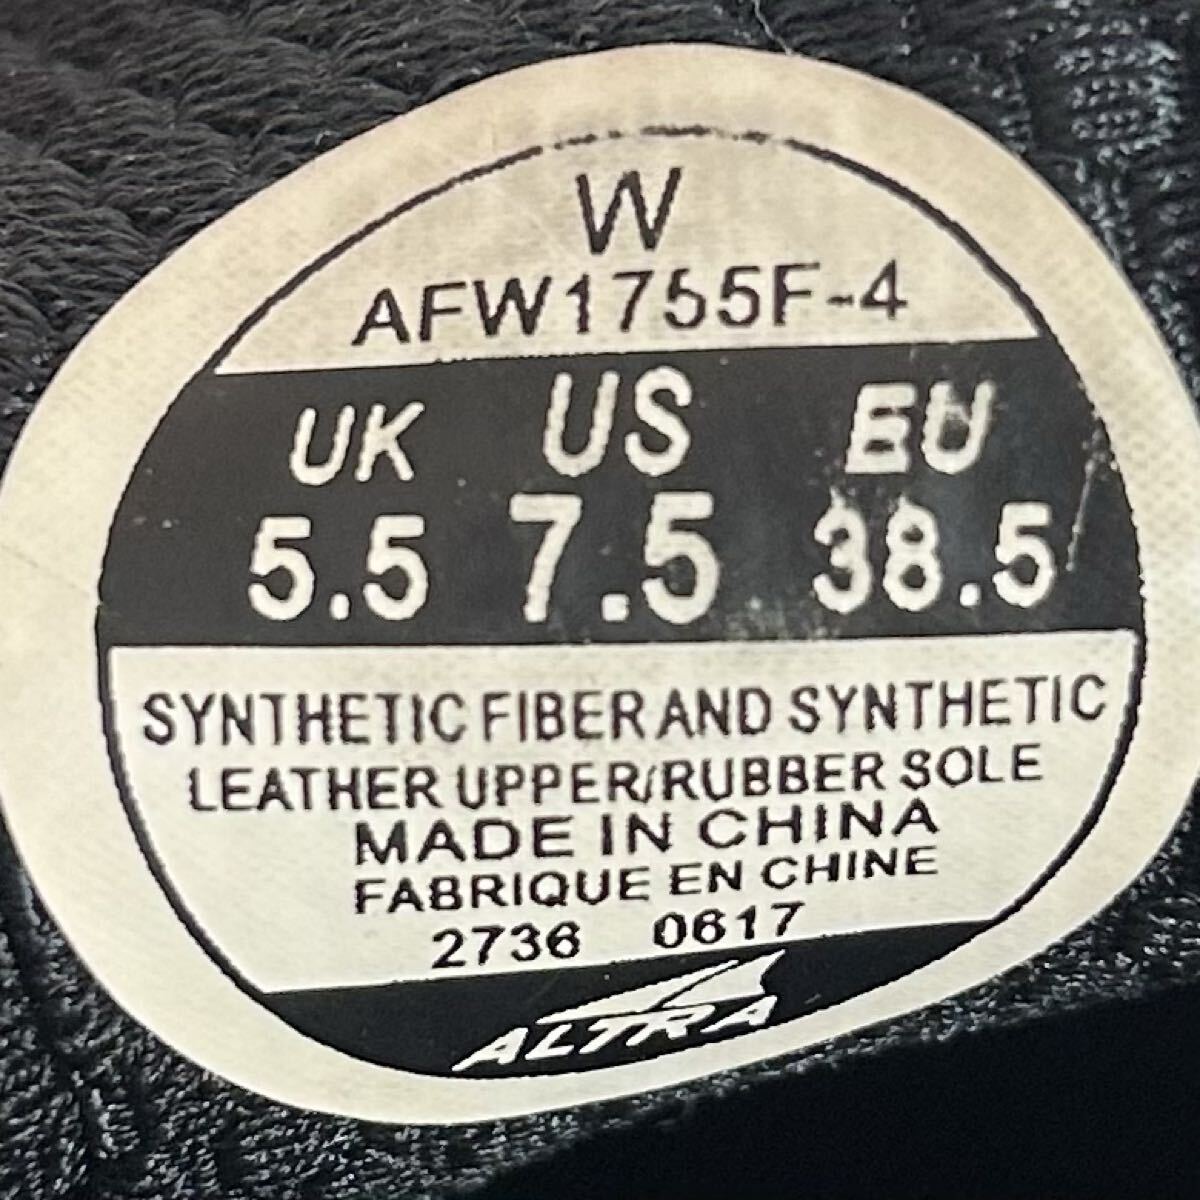 W
AFW1755F-4
UK US EU
5.5 7.5 38.5
SYNTHETIC FIBER AND SYNTHETIC
LEATHER UPPER/RUBBER SOLE
MADE IN CHINA
FABRIQUE EN CHINE
2736 0617
ALTRA